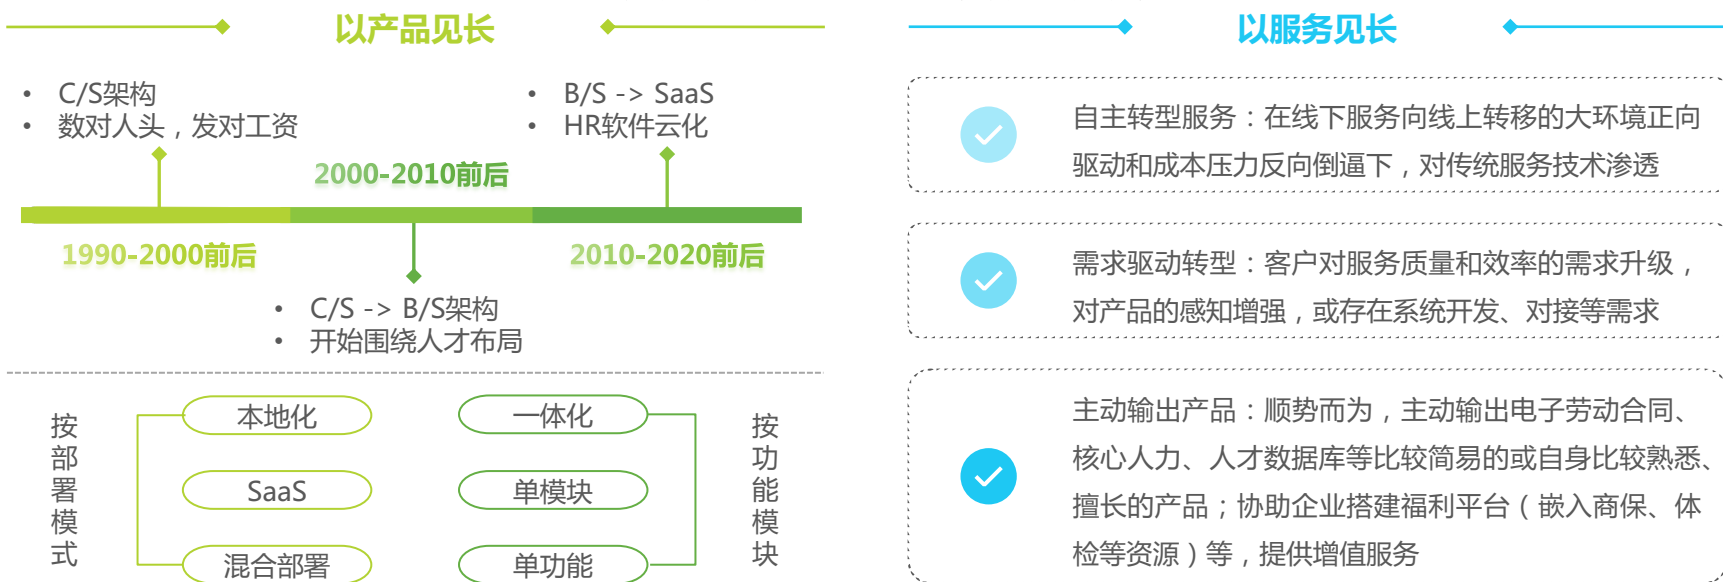 以产品见长
• C/S架构
• 数对人头，发对工资
• B/S -> SaaS
• HR软件云化
2000-2010前后
1990-2000前后
2010-2020前后
• C/S -> B/S架构
• 开始围绕人才布局
按部署模式
本地化
SaaS
混合部署
一体化
单模块
单功能
按功能模块
以服务见长
自主转型服务：在线下服务向线上转移的大环境正向
驱动和成本压力反向倒逼下，对传统服务技术渗透
需求驱动转型：客户对服务质量和效率的需求升级，
对产品的感知增强，或存在系统开发、对接等需求
主动输出产品：顺势而为，主动输出电子劳动合同、
核心人力、人才数据库等比较简易的或自身比较熟悉、
擅长的产品；协助企业搭建福利平台（嵌入商保、体
检等资源）等，提供增值服务